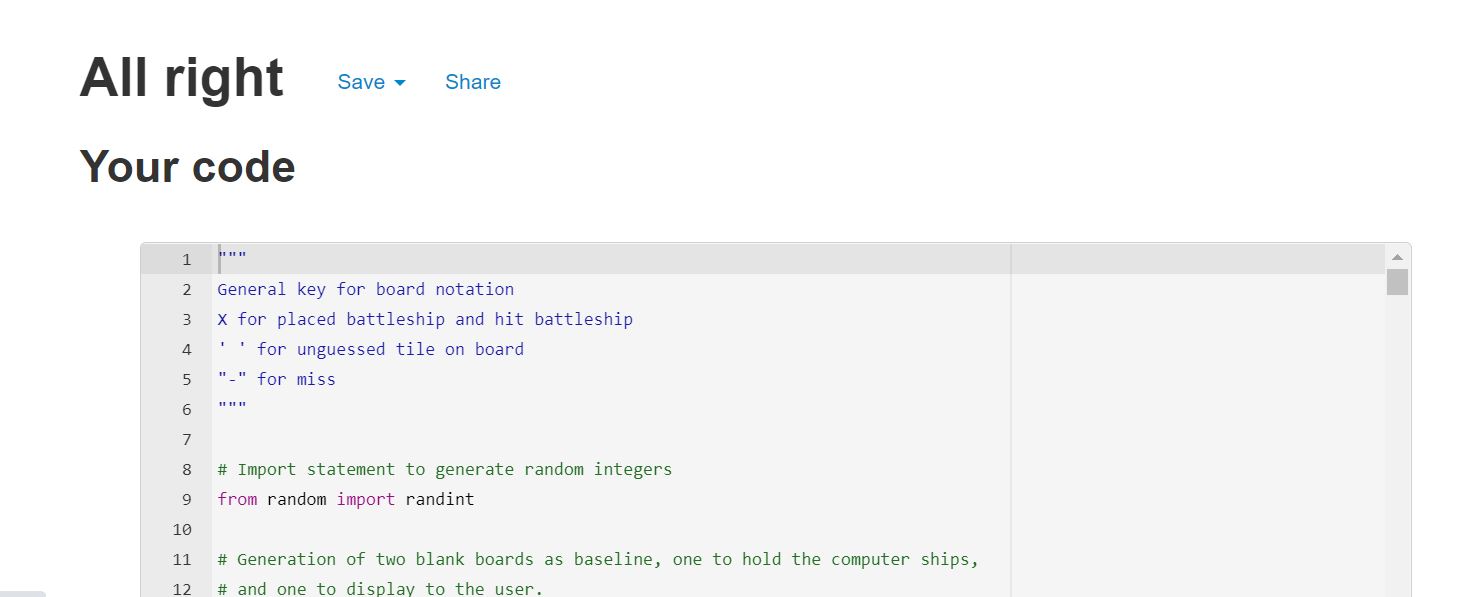 All right Save Share
Your code
1 """
2 General key for board notation
3 X for placed battleship and hit battleship
4 ' ' for unguessed tile on board
5 "-" for miss
6 """
7
8 # Import statement to generate random integers
9 from random import randint
10
11 # Generation of two blank boards as baseline, one to hold the computer ships,
12 # and one to display to the user.